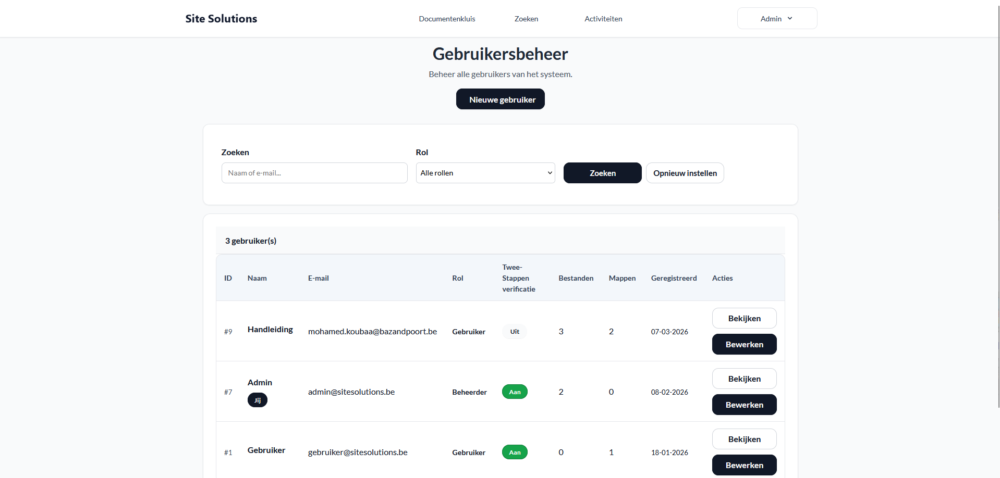 Site Solutions
Documentenkluis
Zoeken
Activiteiten
Admin
Gebruikersbeheer
Beheer alle gebruikers van het systeem.
Nieuwe gebruiker
Zoeken
Rol
Naam of e-mail...
Alle rollen
Zoeken
Opnieuw instellen
3 gebruiker(s)
ID Naam E-mail Rol Twee-Stappen verificatie Bestanden Mappen Geregistreerd Acties
#9 Handleiding mohamed.koubaa@bazandpoort.be Gebruiker Uit 3 2 07-03-2026 Bekijken
Bewerken
#7 Admin Jij admin@sitesolutions.be Beheerder Aan 2 0 08-02-2026 Bekijken
Bewerken
#1 Gebruiker gebruiker@sitesolutions.be Gebruiker Aan 0 1 18-01-2026 Bekijken
Bewerken